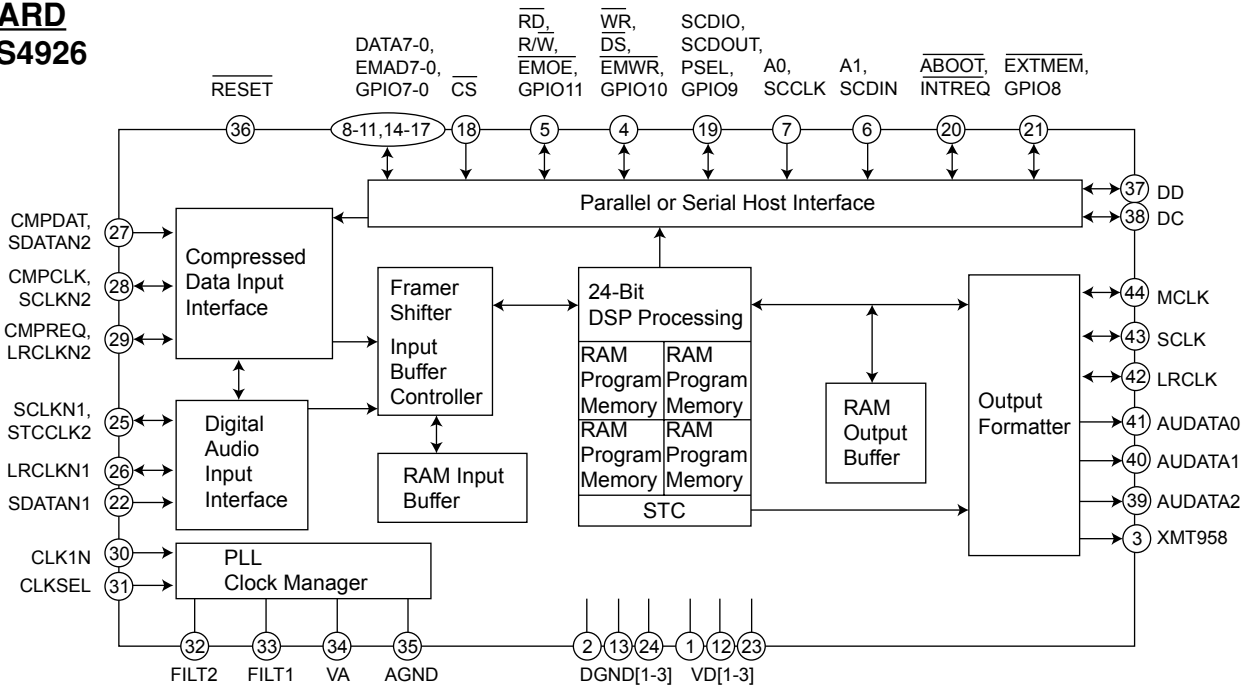 ARD
S4926
RESET
DATA7-0,
EMAD7-0,
GPIO7-0
CS
RD,
R/W,
EMOE,
GPIO11
WR,
DS,
EMWR,
GPIO10
SCDIO,
SCDOUT,
PSEL,
GPIO9
A0,
SCCLK
A1,
SCDIN
ABOOT,
INTREQ
EXTMEM,
GPIO8
36
8-11,14-17
18
5
4
19
7
6
20
21
Parallel or Serial Host Interface
37 DD
38 DC
CMPDAT,
SDATAN2
27
CMPCLK,
SCLKN2
28
CMPREQ,
LRCLKN2
29
Compressed
Data Input
Interface
Framer
Shifter
Input
Buffer
Controller
24-Bit
DSP Processing
RAM
Program
Memory
RAM
Program
Memory
RAM
Program
Memory
RAM
Program
Memory
STC
RAM
Output
Buffer
Output
Formatter
44 MCLK
43 SCLK
42 LRCLK
41 AUDATA0
40 AUDATA1
39 AUDATA2
3 XMT958
SCLKN1,
STCCLK2
25
LRCLKN1 26
SDATAN1 22
Digital
Audio
Input
Interface
RAM Input
Buffer
CLK1N 30
CLKSEL 31
PLL
Clock Manager
32
33
34
35
2
13
24
1
12
23
FILT2
FILT1
VA
AGND
DGND[1-3]
VD[1-3]